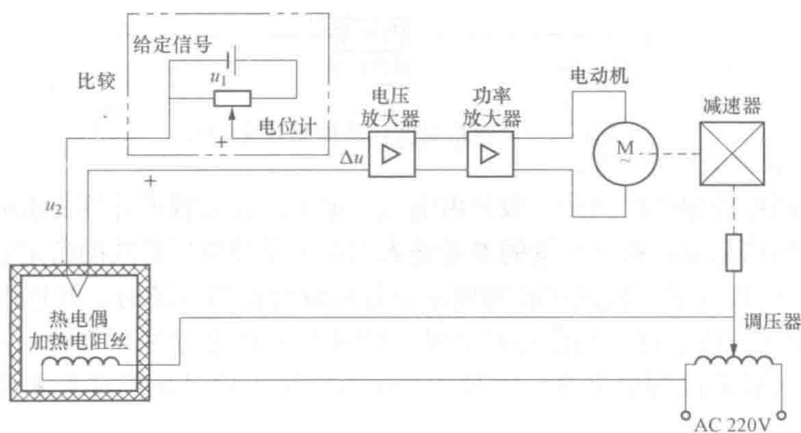 给定信号
比较
u₁
电位计
+
电压
放大器
功率
放大器
电动机
减速器
Δu
M
~
+
u₂
热电偶
加热电阻丝
调压器
AC 220V